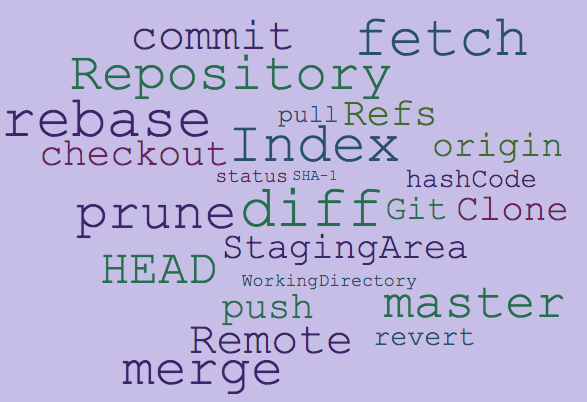 commit fetch
Repository
rebase pull Refs
checkout Index origin
status SHA-1 hashCode
prune diff Git Clone
StagingArea
HEAD WorkingDirectory
push master
Remote revert
merge